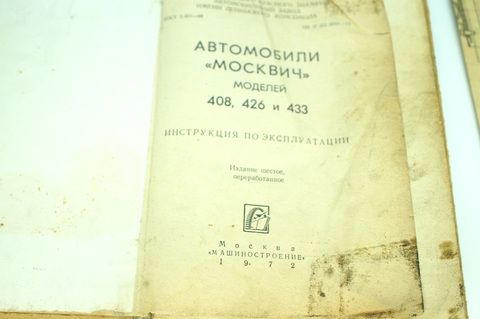 АВТОМОБИЛИ
«МОСКВИЧ»
МОДЕЛЕЙ
408, 426 и 433
ИНСТРУКЦИЯ ПО ЭКСПЛУАТАЦИИ
Издание шестое,
переработанное
Москва
«МАШИНОСТРОЕНИЕ»
1972